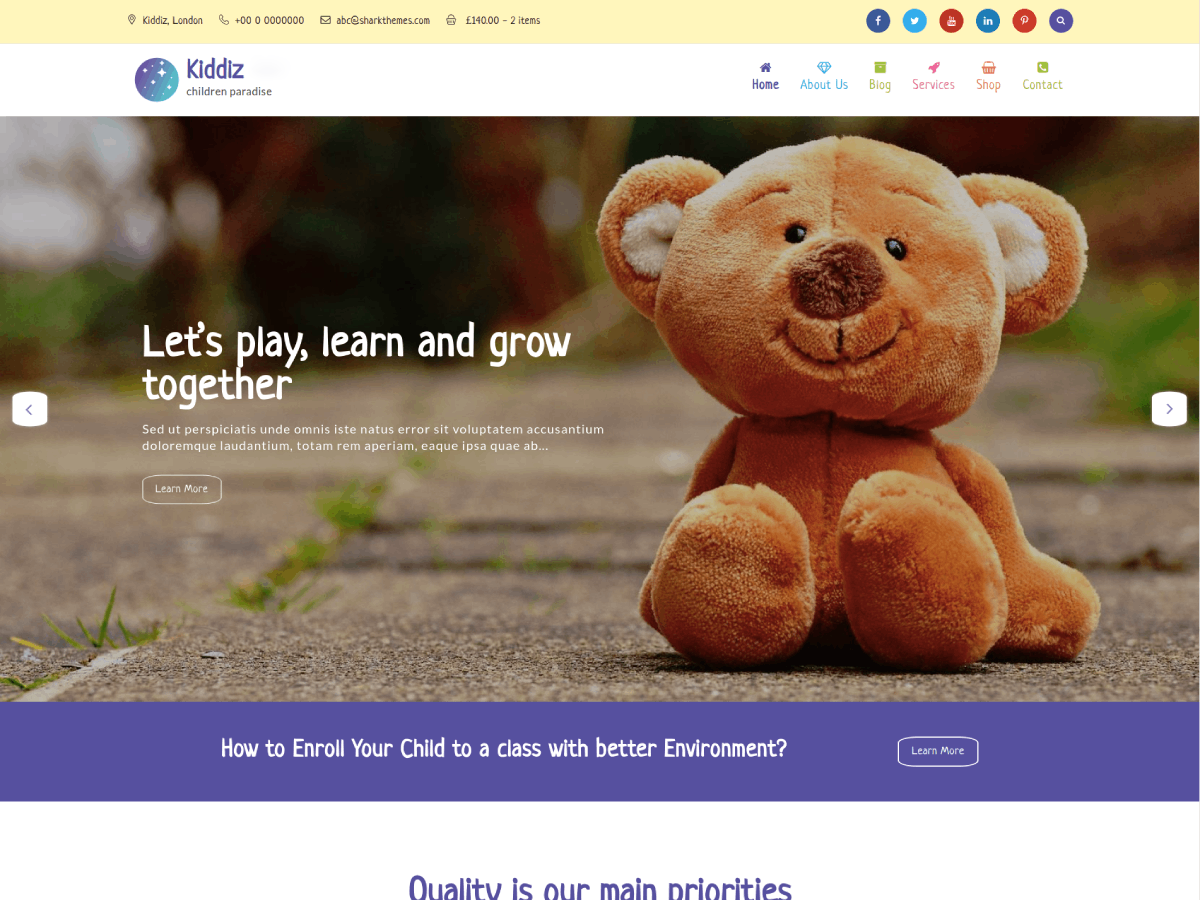 Kiddiz, London +00 0 0000000 abc@sharkthemes.com £140.00 - 2 items
Kiddiz
children paradise
Home About Us Blog Services Shop Contact
Let's play, learn and grow
together
Sed ut perspiciatis unde omnis iste natus error sit voluptatem accusantium
doloremque laudantium, totam rem aperiam, eaque ipsa quae ab...
Learn More
How to Enroll Your Child to a class with better Environment?
Learn More
Quality is our main priorities